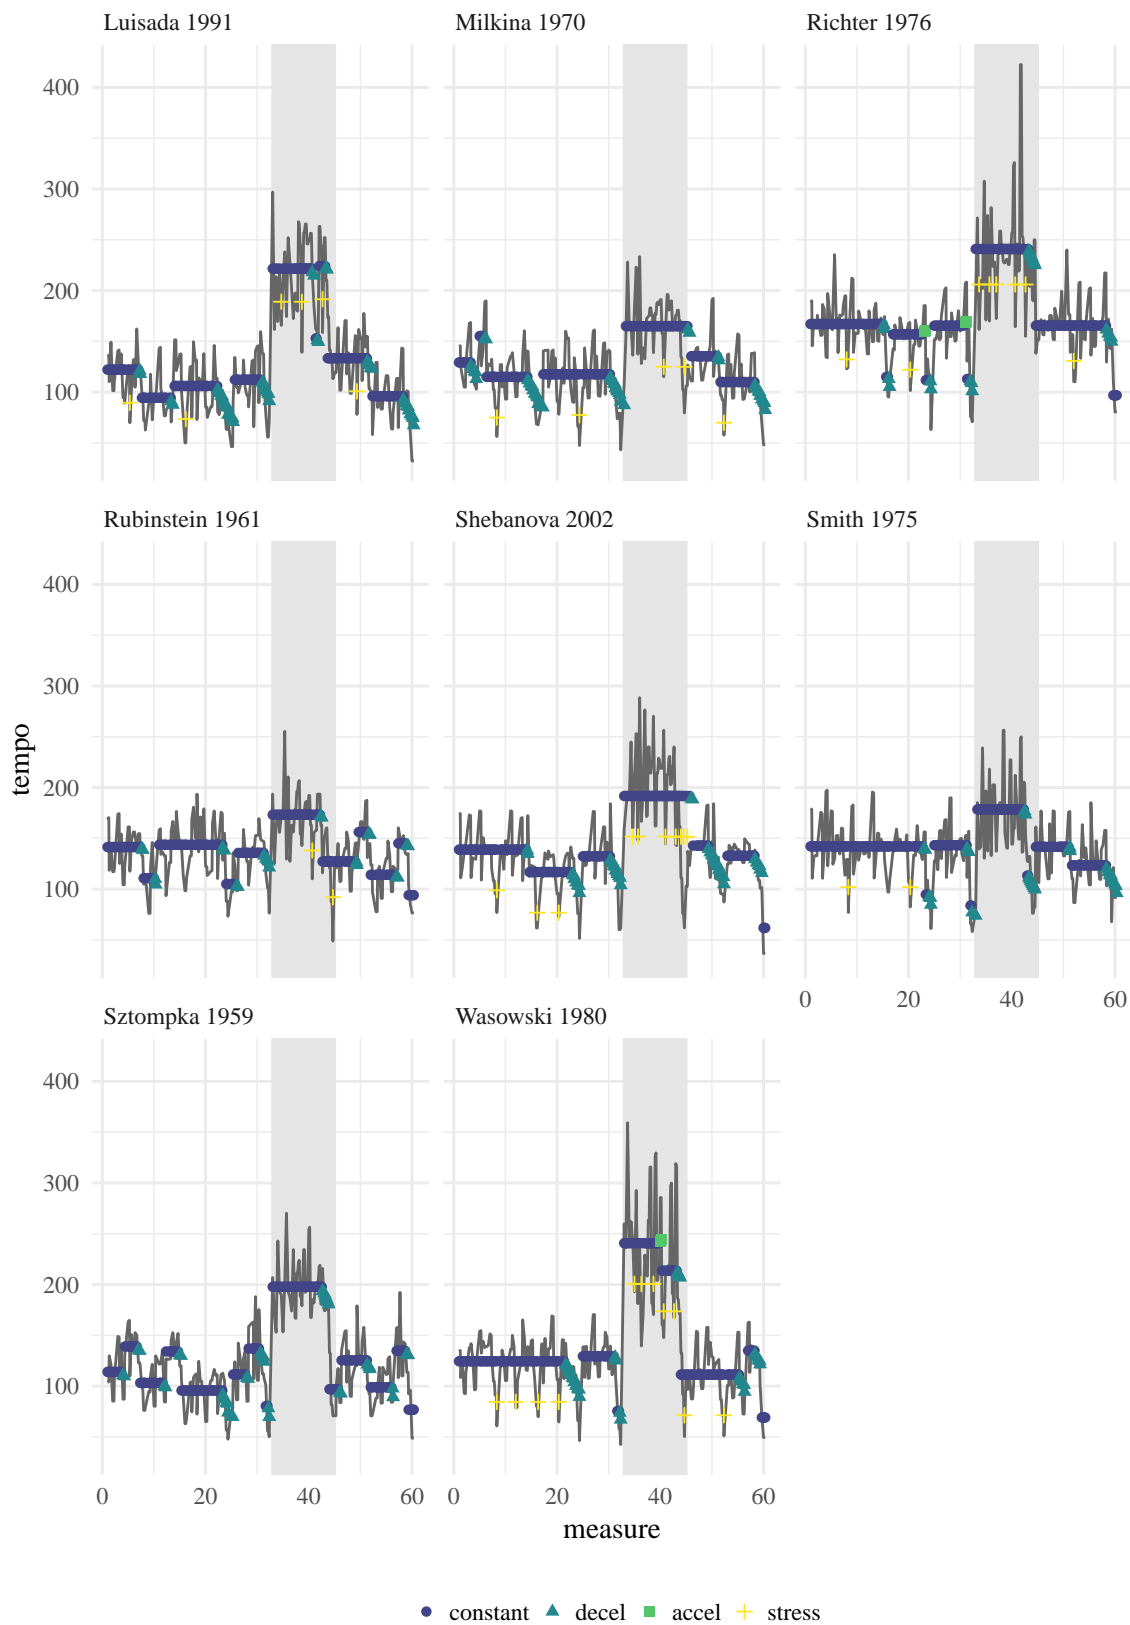 Luisada 1991 Milkina 1970 Richter 1976
400
300
200
100
Rubinstein 1961 Shebanova 2002 Smith 1975
400
300
200
100
0 20 40 60
Sztompka 1959 Wasowski 1980
400
300
200
100
0 20 40 60 0 20 40 60
tempo
measure
constant decel accel stress